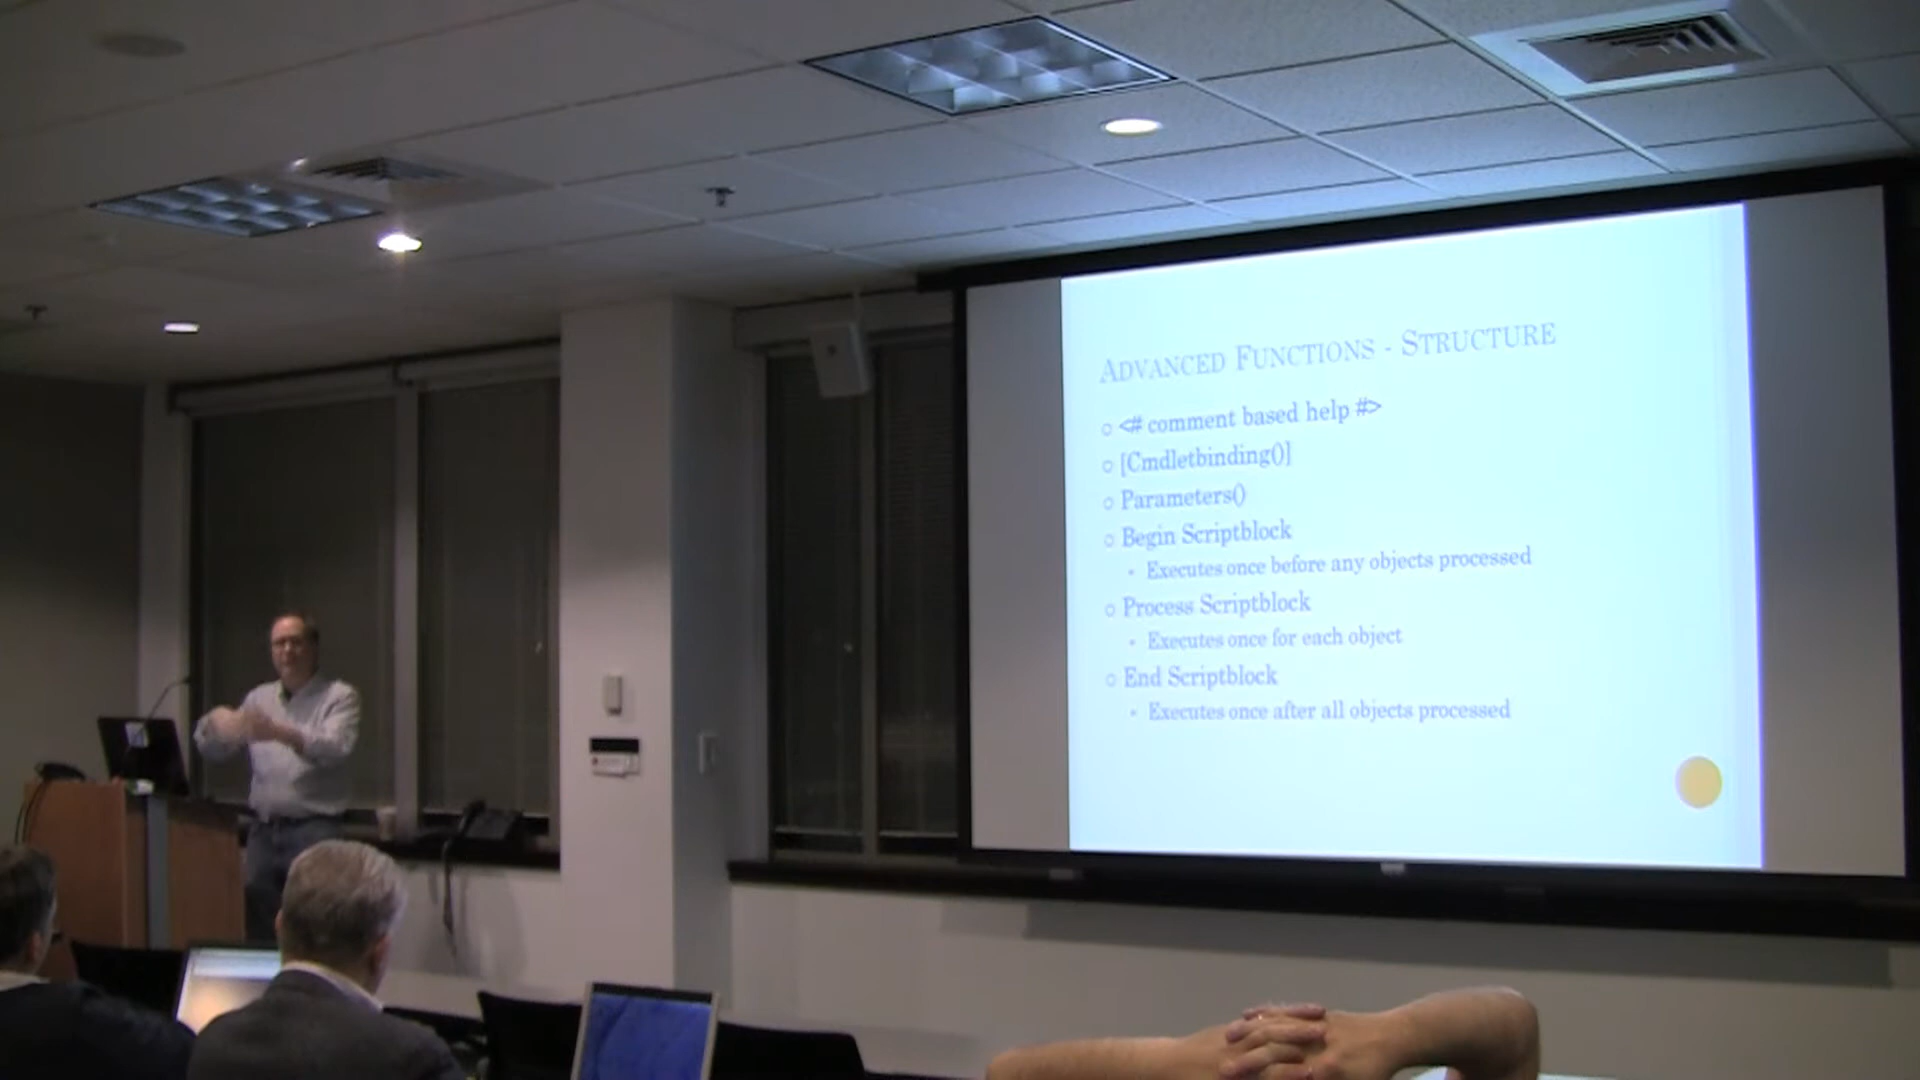 ADVANCED FUNCTIONS - STRUCTURE
<# comment based help #>
[Cmdletbinding()]
Parameters()
Begin Scriptblock
Executes once before any objects processed
Process Scriptblock
Executes once for each object
End Scriptblock
Executes once after all objects processed